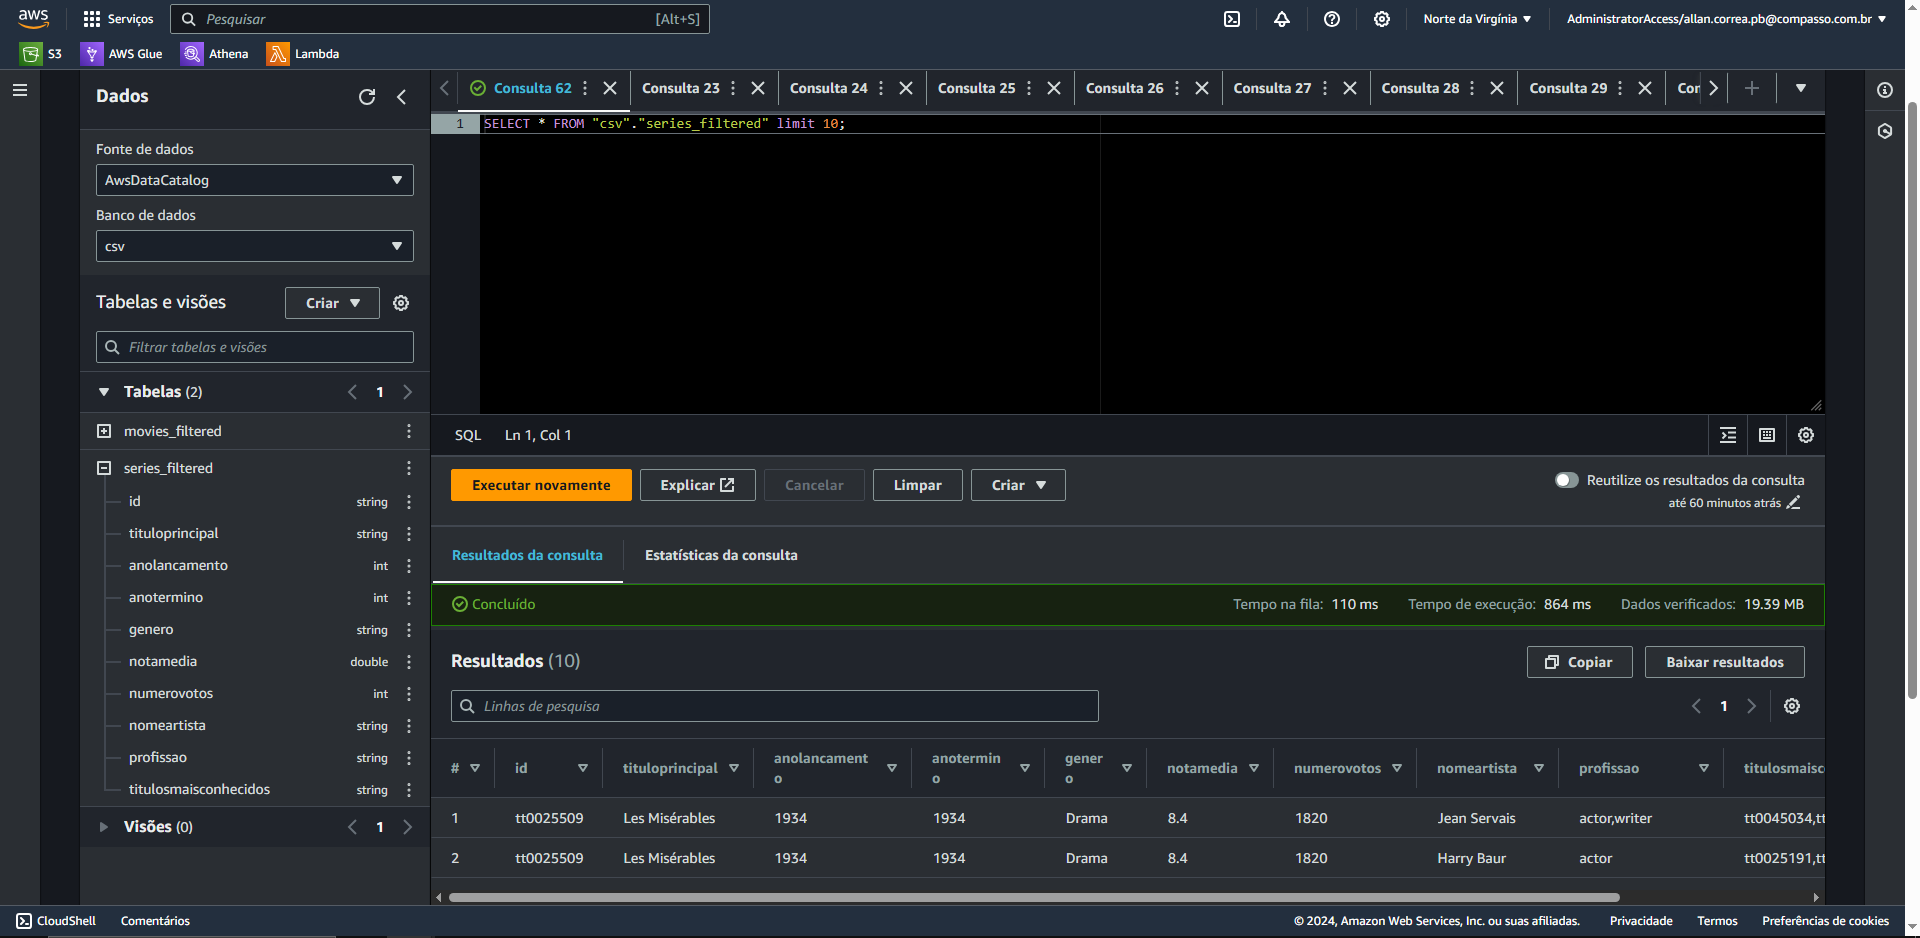 aws
Serviços
Pesquisar
[Alt+S]
Norte da Virgínia
AdministratorAccess/allan.correa.pb@compasso.com.br
S3
AWS Glue
Athena
Lambda
Dados
Fonte de dados
AwsDataCatalog
Banco de dados
csv
Tabelas e visões
Criar
Filtrar tabelas e visões
Tabelas (2)
1
movies_filtered
series_filtered
id string
tituloprincipal string
anolancamento int
anotermino int
genero string
notamedia double
numerovotos int
nomeartista string
profissao string
titulosmaisconhecidos string
Visões (0)
1
Consulta 62
Consulta 23
Consulta 24
Consulta 25
Consulta 26
Consulta 27
Consulta 28
Consulta 29
Cor
1 SELECT * FROM "csv"."series_filtered" limit 10;
SQL Ln 1, Col 1
Executar novamente
Explicar
Cancelar
Limpar
Criar
Reutilize os resultados da consulta
até 60 minutos atrás
Resultados da consulta
Estatísticas da consulta
Concluído
Tempo na fila: 110 ms
Tempo de execução: 864 ms
Dados verificados: 19.39 MB
Resultados (10)
Copiar
Baixar resultados
Linhas de pesquisa
1
# id tituloprincipal anolancamento anotermino genero notamedia numerovotos nomeartista profissao titulosmaisc
1 tt0025509 Les Misérables 1934 1934 Drama 8.4 1820 Jean Servais actor,writer tt0045034,tt
2 tt0025509 Les Misérables 1934 1934 Drama 8.4 1820 Harry Baur actor tt0025191,tt
CloudShell
Comentários
© 2024, Amazon Web Services, Inc. ou suas afiliadas.
Privacidade
Termos
Preferências de cookies